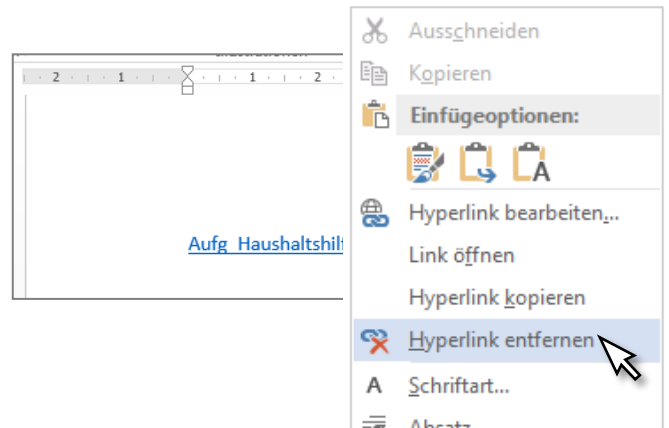 Ausschneiden
Kopieren
2 1 1 2
Einfügeoptionen:
Hyperlink bearbeiten...
Aufg_Haushaltshilf
Link öffnen
Hyperlink kopieren
Hyperlink entfernen
A Schriftart...
Absatz